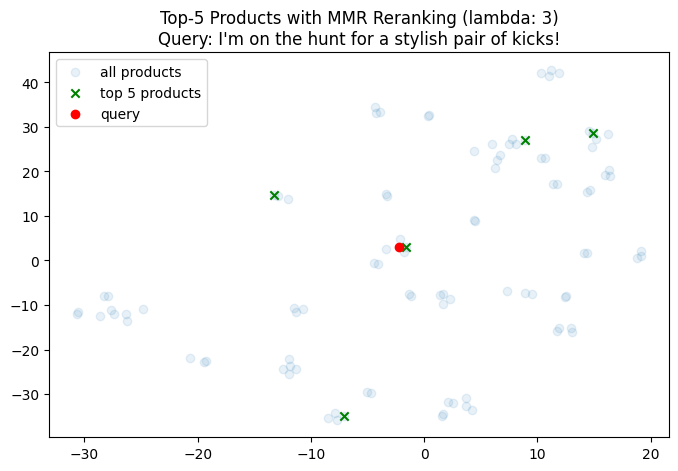 Top-5 Products with MMR Reranking (lambda: 3)
Query: I'm on the hunt for a stylish pair of kicks!
all products
top 5 products
query
40
30
20
10
0
−10
−20
−30
−30
−20
−10
0
10
20